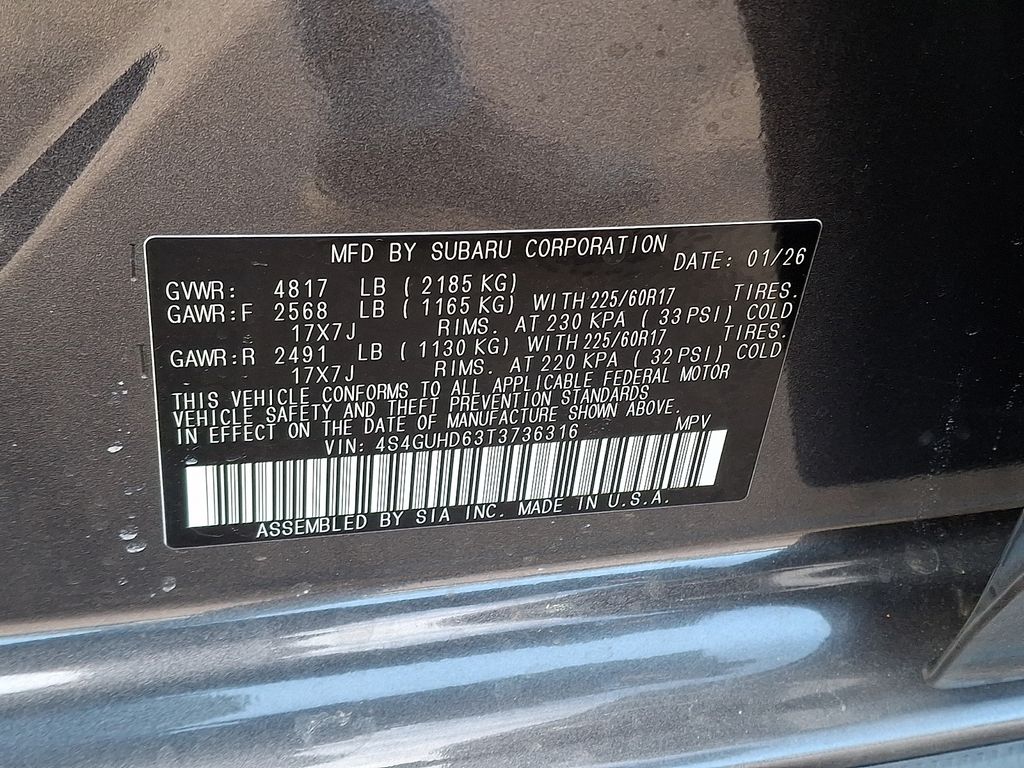 MFD BY SUBARU CORPORATION
DATE: 01/26
GVWR: 4817 LB ( 2185 KG)
GAWR:F 2568 LB ( 1165 KG) WITH 225/60R17 TIRES.
17X7J RIMS. AT 230 KPA ( 33 PSI) COLD
GAWR:R 2491 LB ( 1130 KG) WITH 225/60R17 TIRES.
17X7J RIMS. AT 220 KPA ( 32 PSI) COLD
THIS VEHICLE CONFORMS TO ALL APPLICABLE FEDERAL MOTOR
VEHICLE SAFETY AND THEFT PREVENTION STANDARDS
IN EFFECT ON THE DATE OF MANUFACTURE SHOWN ABOVE.
VIN: 4S4GUHD63T3736316 MPV
ASSEMBLED BY SIA INC. MADE IN U.S.A.